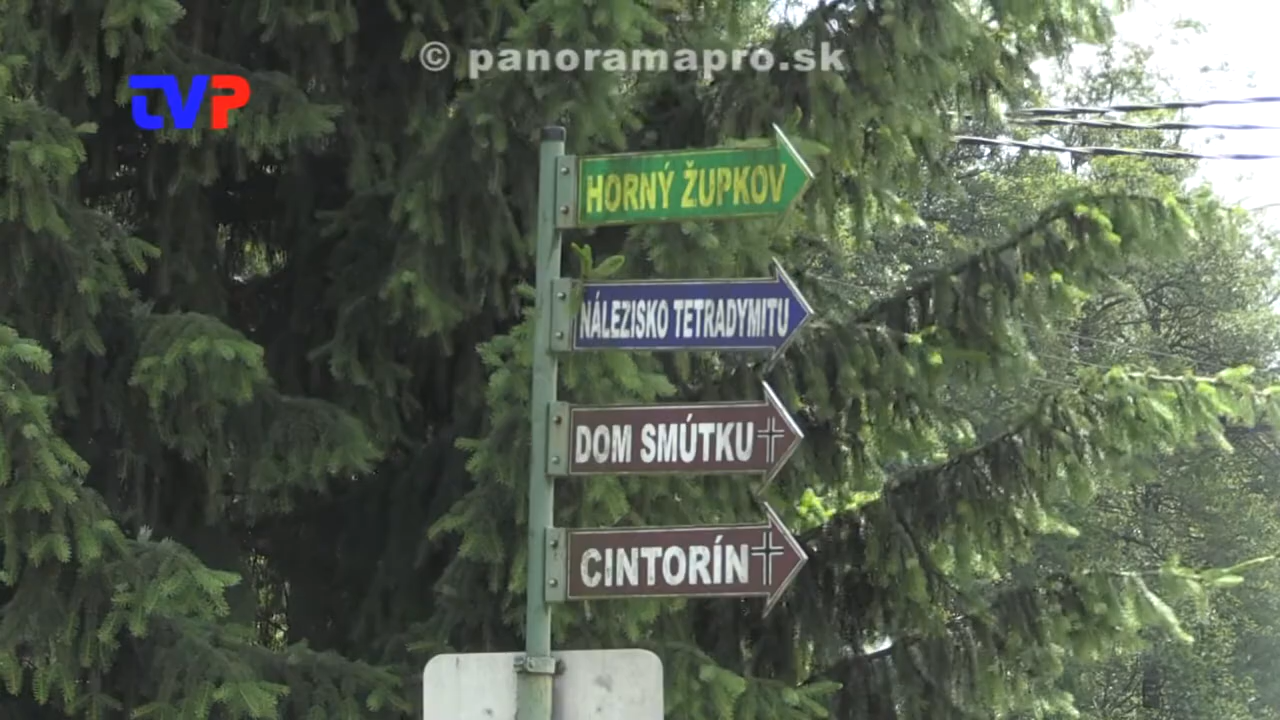 © panoramapro.sk
TVP
HORNÝ ŽUPKOV
NÁLEZISKO TETRADYMITU
DOM SMÚTKU
CINTORÍN